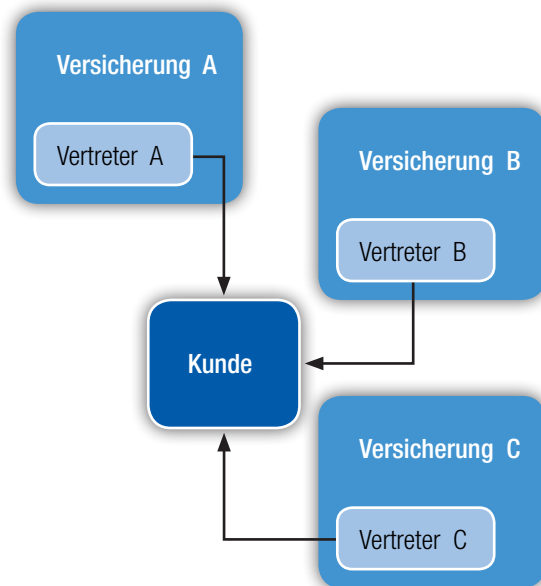 Versicherung A
Vertreter A
Versicherung B
Vertreter B
Kunde
Versicherung C
Vertreter C